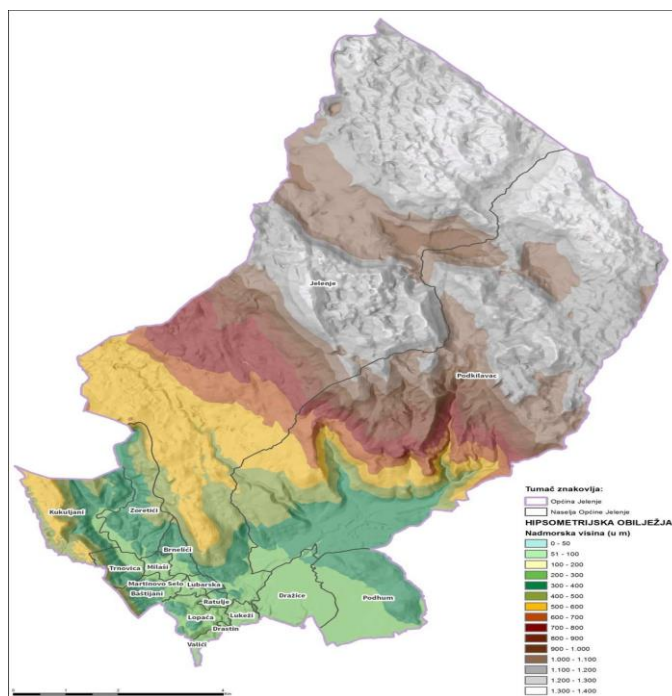 Jelenje
Podkilavac
Kukuljani
Zoretići
Brnelići
Trnovica
Milaši
Martinovo Selo
Lubarska
Baštijani
Ratulje
Dražice
Podhum
Lopača
Lukeži
Drastin
Valići
Tumač znakovlja:
Općina Jelenje
Naselja Općine Jelenje
HIPSOMETRIJSKA OBILJEŽJA
Nadmorska visina (u m)
0 - 50
51 - 100
100 - 200
200 - 300
300 - 400
400 - 500
500 - 600
600 - 700
700 - 800
800 - 900
900 - 1.000
1.000 - 1.100
1.100 - 1.200
1.200 - 1.300
1.300 - 1.400